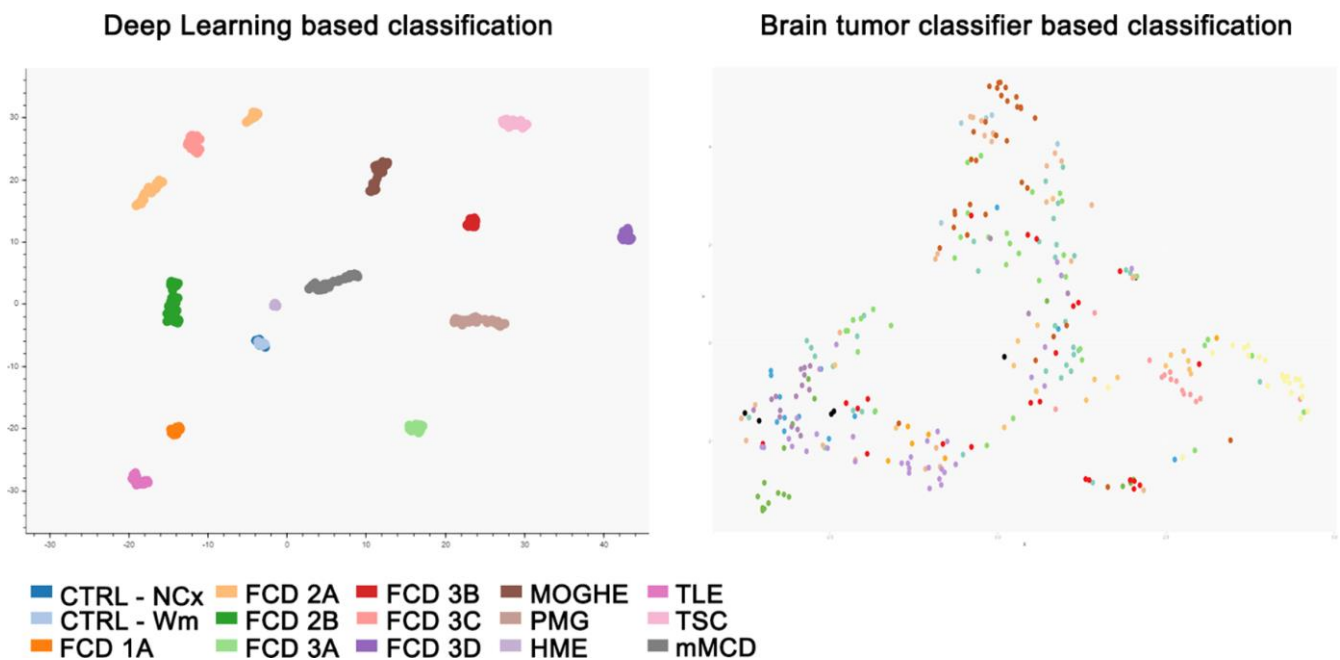 Deep Learning based classification
Brain tumor classifier based classification
30
20
10
0
-10
-20
-30
-30 -20 -10 0 10 20 30 40
CTRL - NCx FCD 2A FCD 3B MOGHE TLE
CTRL - Wm FCD 2B FCD 3C PMG TSC
FCD 1A FCD 3A FCD 3D HME mMCD